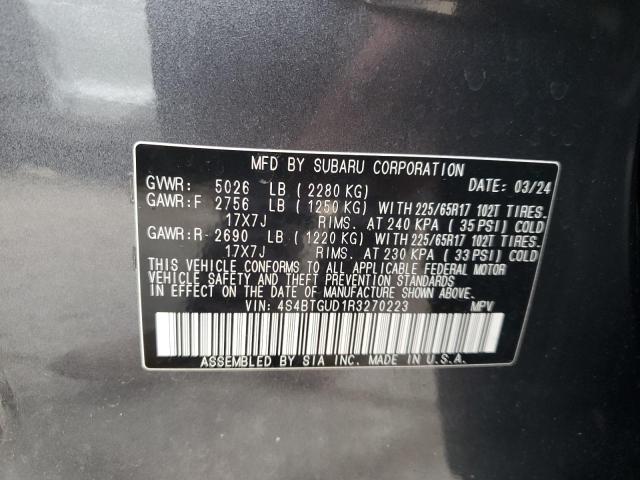 MFD BY SUBARU CORPORATION
GVWR: 5026 LB ( 2280 KG) DATE: 03/24
GAWR:F 2756 LB ( 1250 KG) WITH 225/65R17 102T TIRES.
17X7J RIMS. AT 240 KPA ( 35 PSI) COLD
GAWR:R- 2690 LB ( 1220 KG) WITH 225/65R17 102T TIRES.
17X7J RIMS. AT 230 KPA ( 33 PSI) COLD
THIS VEHICLE CONFORMS TO ALL APPLICABLE FEDERAL MOTOR
VEHICLE SAFETY AND THEFT PREVENTION STANDARDS IN EFFECT
ON THE DATE OF MANUFACTURE SHOWN ABOVE.
VIN: 4S4BTGUD1R3270223 MPV
ASSEMBLED BY SIA INC. MADE IN U.S.A.